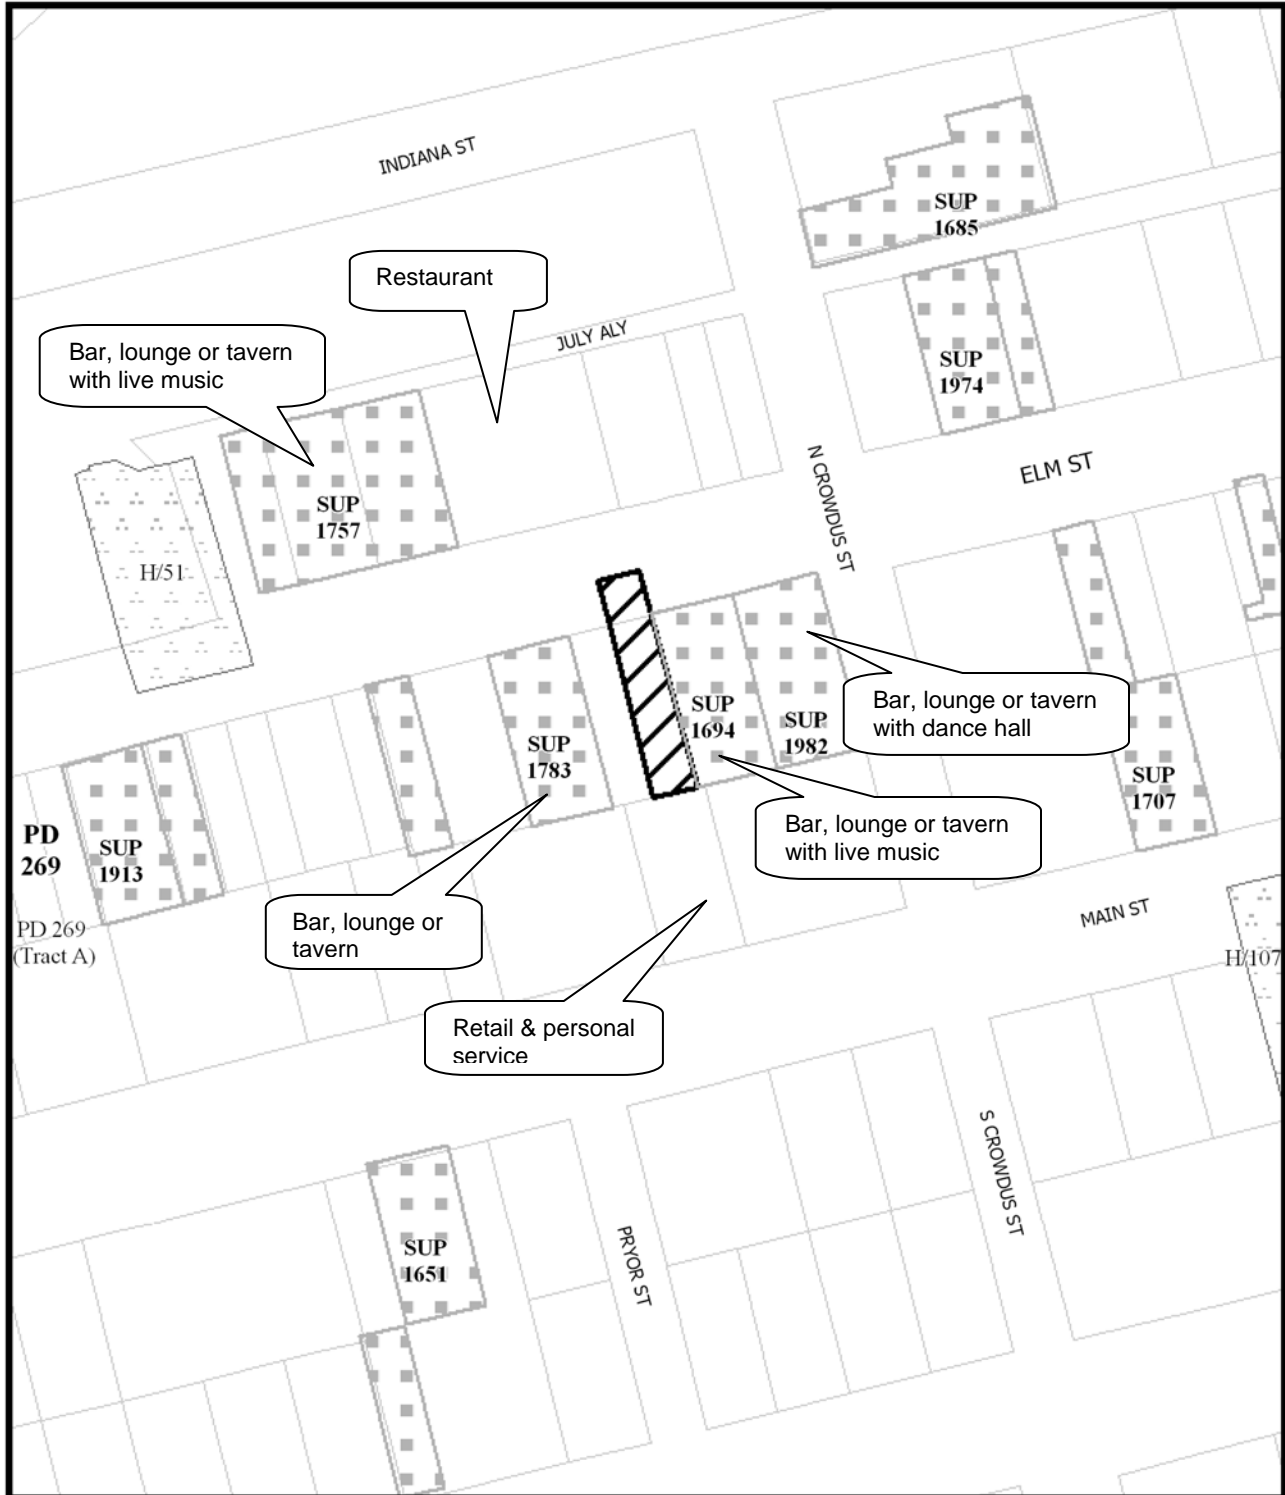 INDIANA ST
SUP
1685
Restaurant
JULY ALY
Bar, lounge or tavern
with live music
SUP
1974
N CROWDUS ST
ELM ST
SUP
1757
H/51
Bar, lounge or tavern
with dance hall
SUP
1694
SUP
1982
SUP
1783
SUP
1707
Bar, lounge or tavern
with live music
PD
269
SUP
1913
PD 269
(Tract A)
Bar, lounge or
tavern
MAIN ST
H/107
Retail & personal
service
S CROWDUS ST
PRYOR ST
SUP
1651